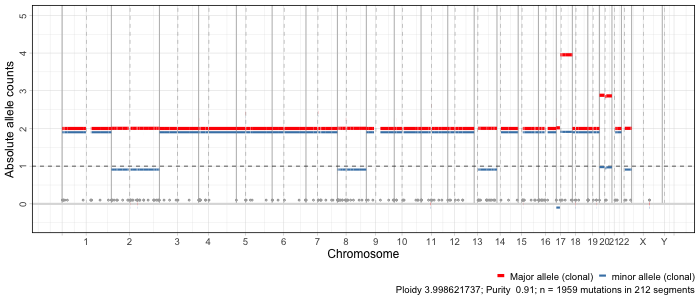 Absolute allele counts
5
4
3
2
1
0
1 2 3 4 5 6 7 8 9 10 11 12 13 14 15 16 17 18 19 20 21 22 X Y
Chromosome
Major allele (clonal) minor allele (clonal)
Ploidy 3.998621737; Purity 0.91; n = 1959 mutations in 212 segments